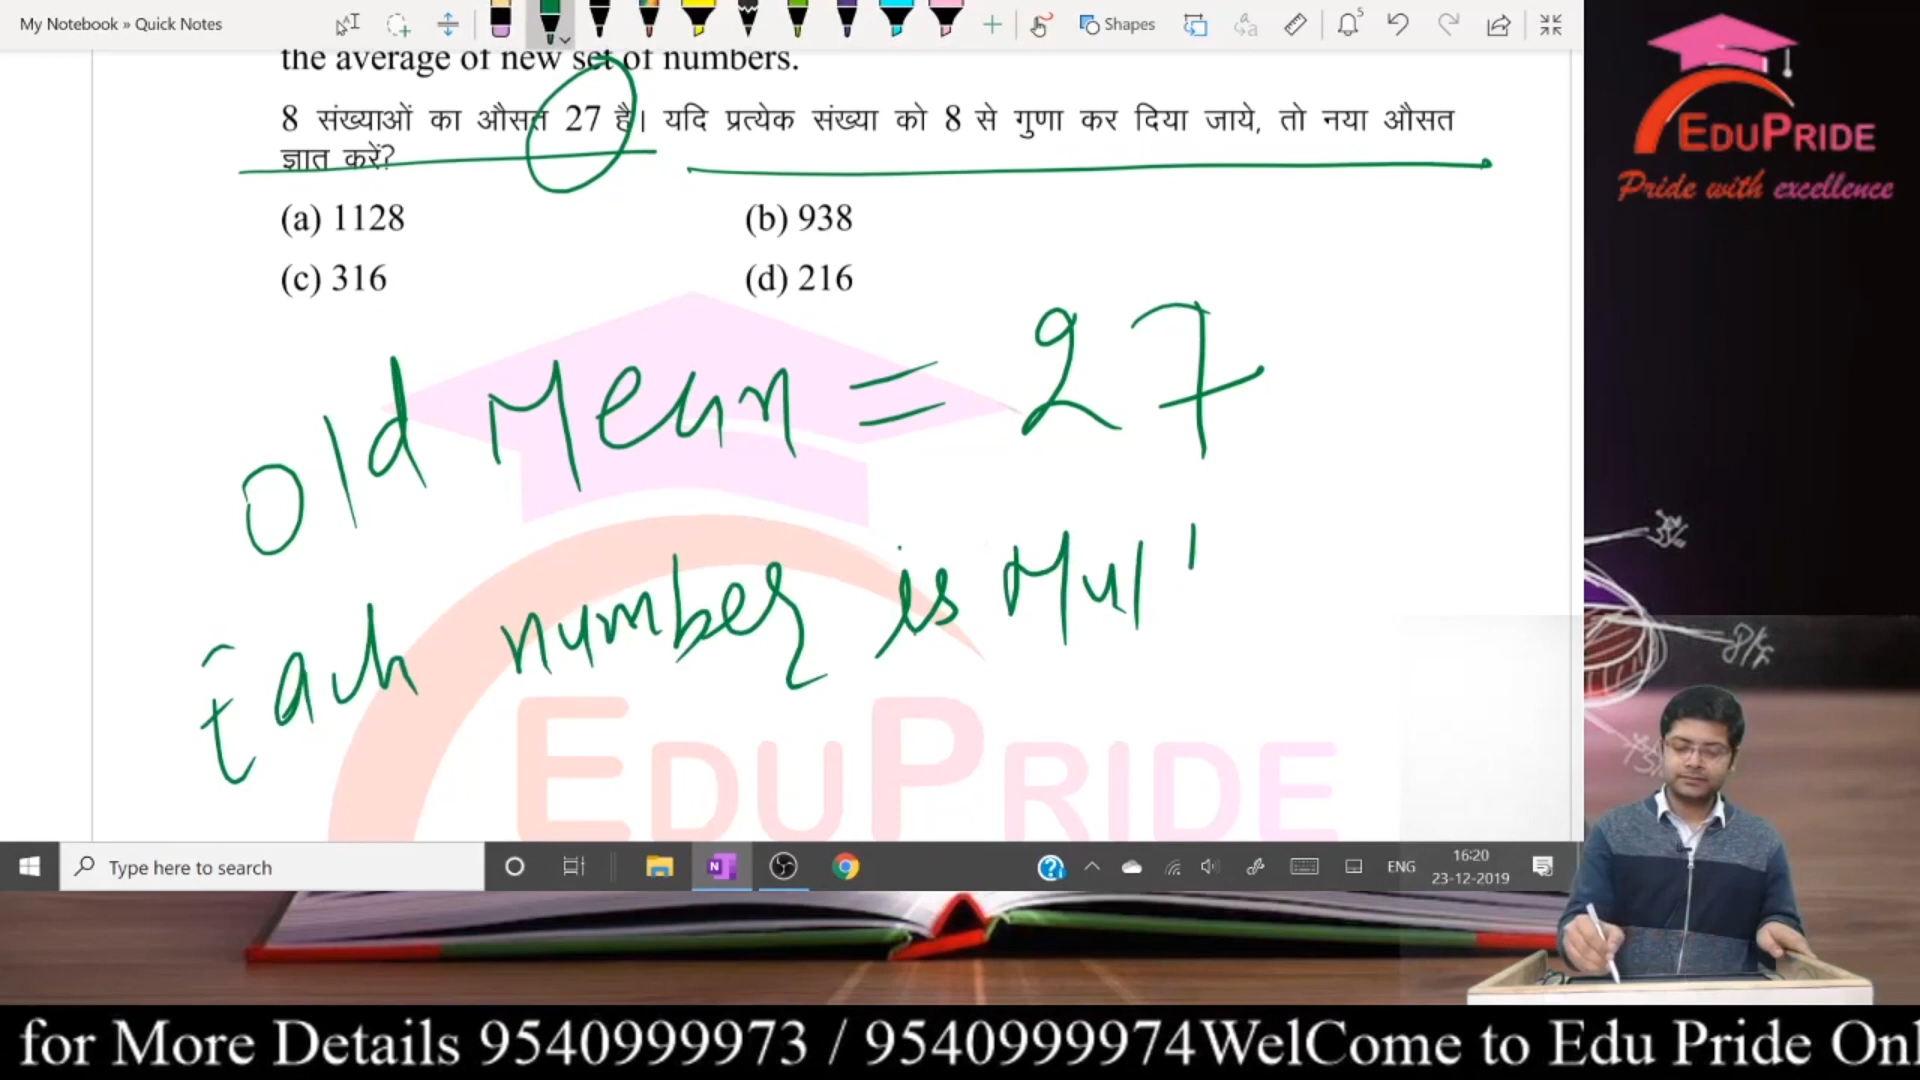 My Notebook » Quick Notes
Shapes
5
the average of new set of numbers.
8 संख्याओं का औसत 27 है। यदि प्रत्येक संख्या को 8 से गुणा कर दिया जाये, तो नया औसत
ज्ञात करें?
(a) 1128
(b) 938
(c) 316
(d) 216
Old Mean = 27
Each number is Mul
EDUPRIDE
EDUPRIDE
Pride with excellence
Type here to search
ENG
16:20
23-12-2019
for More Details 9540999973 / 9540999974WelCome to Edu Pride Onl